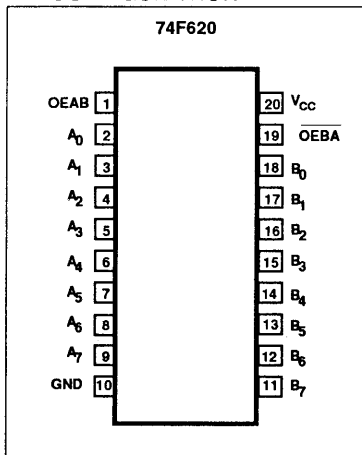 74F620
OEAB 1 20 VCC
A0 2 19 OEBA
A1 3 18 B0
A2 4 17 B1
A3 5 16 B2
A4 6 15 B3
A5 7 14 B4
A6 8 13 B5
A7 9 12 B6
GND 10 11 B7